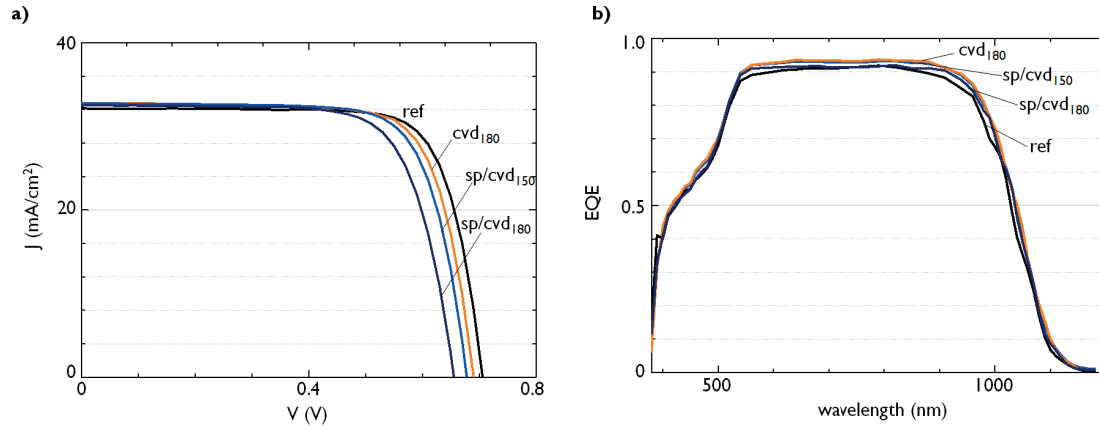 a)
40
20
0
J (mA/cm²)
0
0.4
0.8
V (V)
ref
cvd₁₈₀
sp/cvd₁₅₀
sp/cvd₁₈₀
b)
1.0
0.5
0
EQE
500
1000
wavelength (nm)
cvd₁₈₀
sp/cvd₁₅₀
sp/cvd₁₈₀
ref